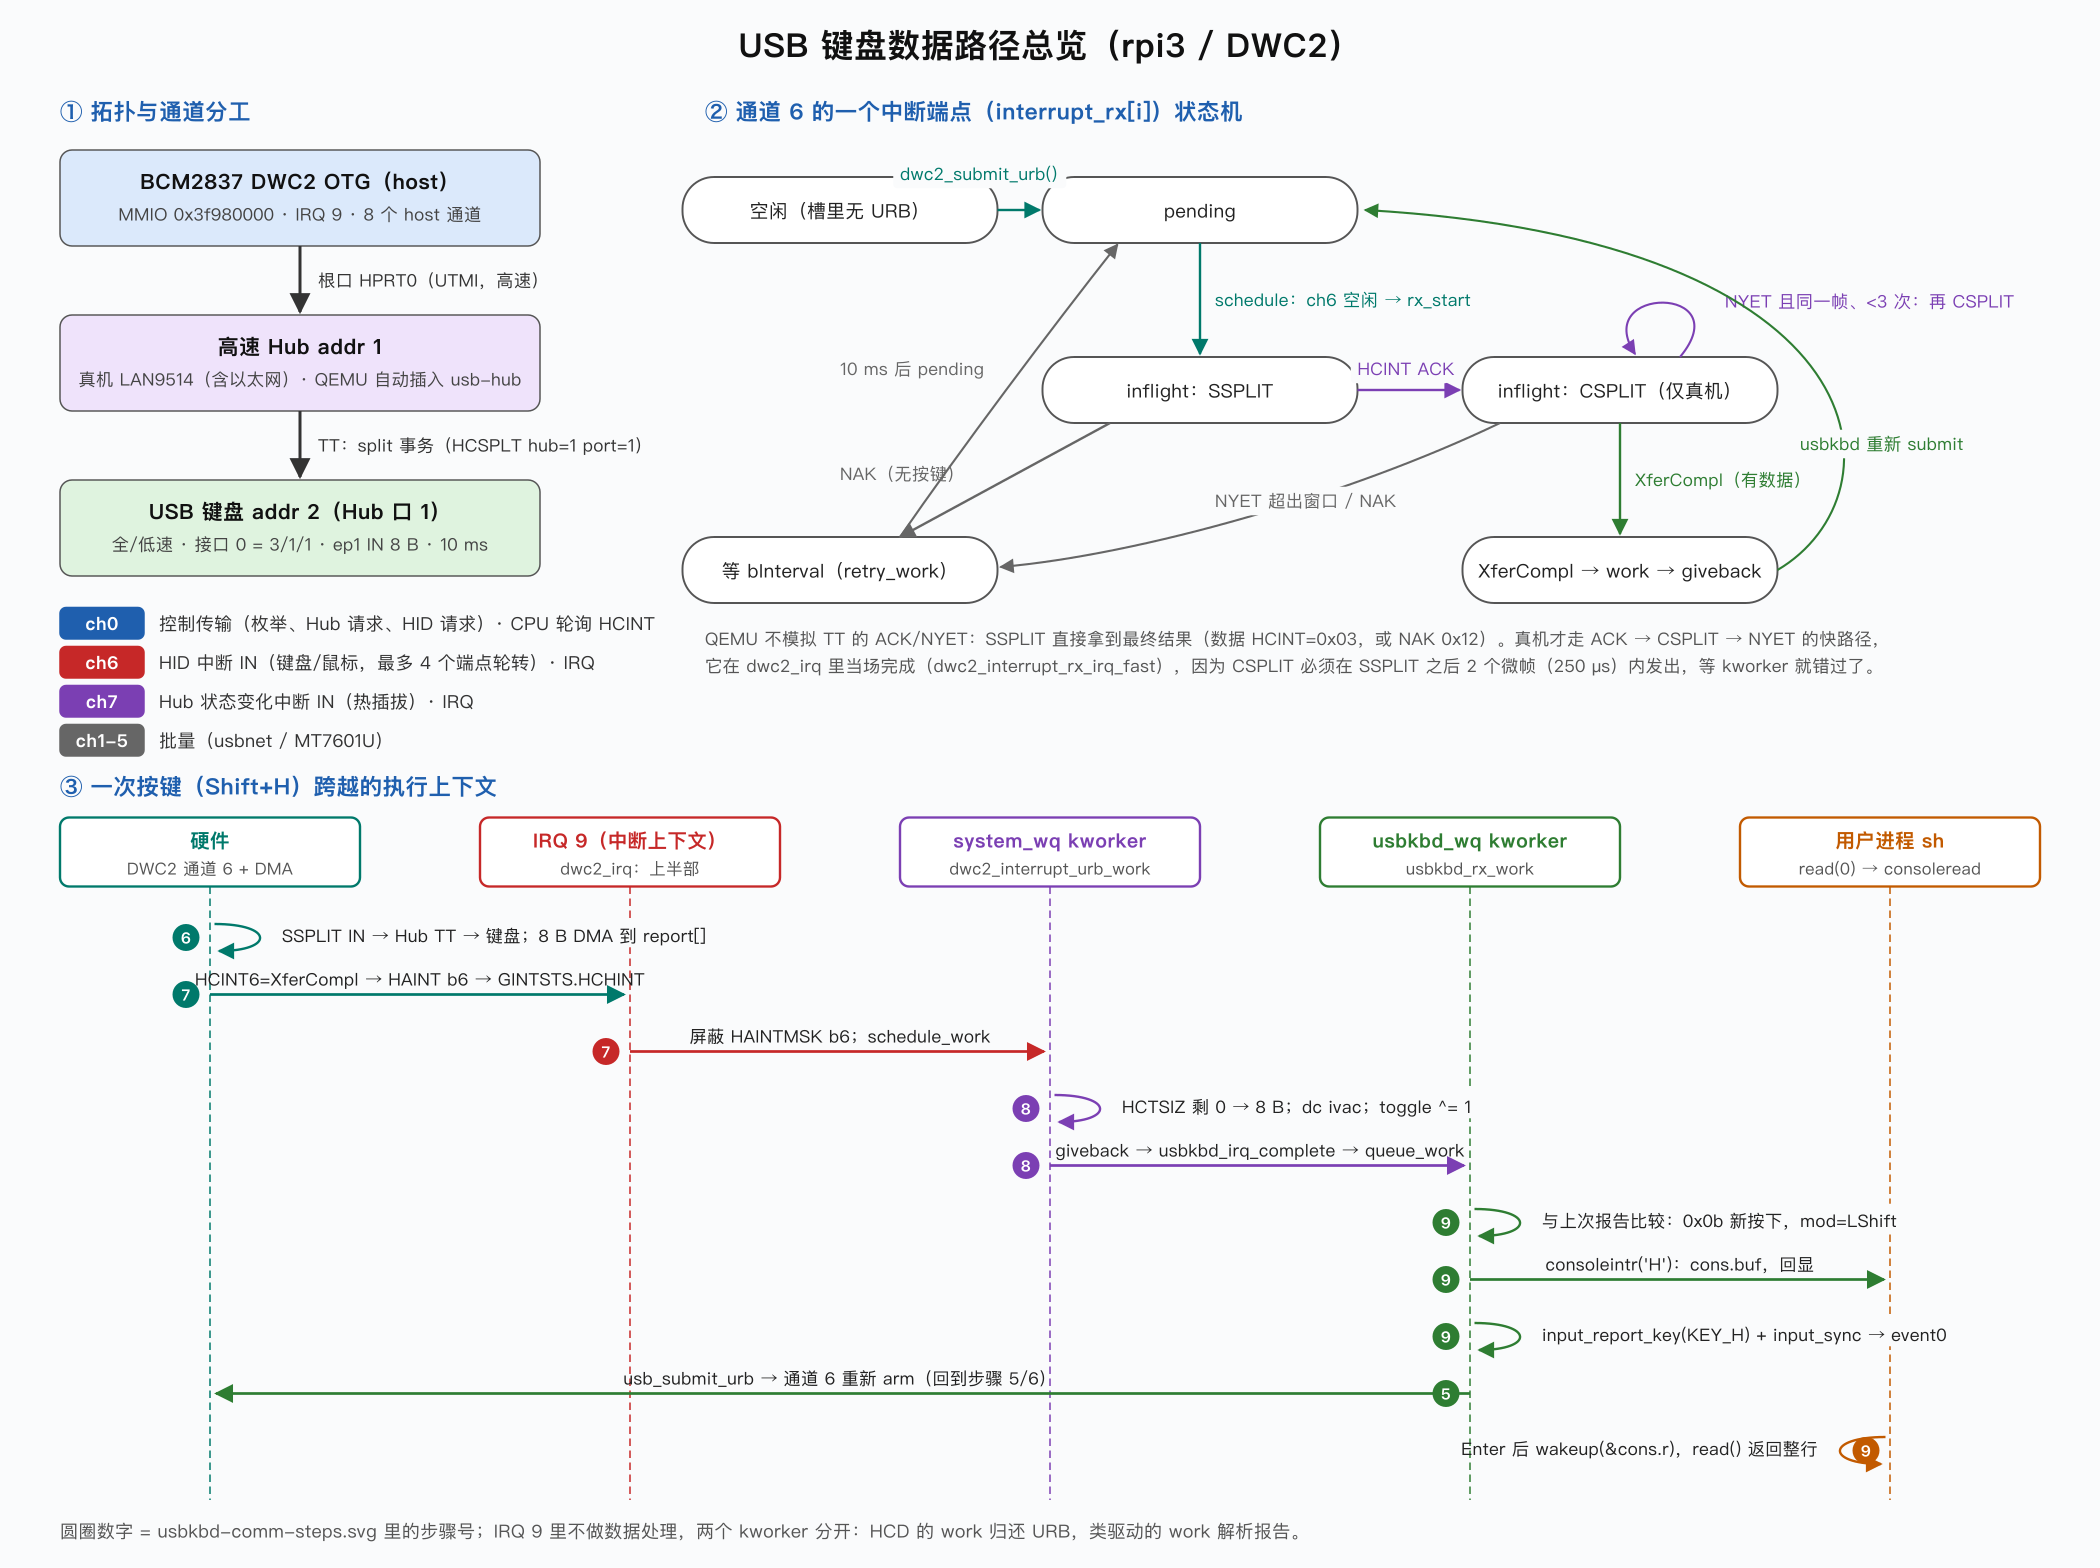 USB 键盘数据路径总览（rpi3 / DWC2）
① 拓扑与通道分工
BCM2837 DWC2 OTG（host）
MMIO 0x3f980000 · IRQ 9 · 8 个 host 通道
根口 HPRT0（UTMI，高速）
高速 Hub addr 1
真机 LAN9514（含以太网）· QEMU 自动插入 usb-hub
TT：split 事务（HCSPLT hub=1 port=1）
USB 键盘 addr 2（Hub 口 1）
全/低速 · 接口 0 = 3/1/1 · ep1 IN 8 B · 10 ms
ch0 控制传输（枚举、Hub 请求、HID 请求）· CPU 轮询 HCINT
ch6 HID 中断 IN（键盘/鼠标，最多 4 个端点轮转）· IRQ
ch7 Hub 状态变化中断 IN（热插拔）· IRQ
ch1–5 批量（usbnet / MT7601U）
② 通道 6 的一个中断端点（interrupt_rx[i]）状态机
空闲（槽里无 URB）
dwc2_submit_urb()
pending
schedule：ch6 空闲 → rx_start
NYET 且同一帧、<3 次：再 CSPLIT
10 ms 后 pending
inflight：SSPLIT
HCINT ACK
inflight：CSPLIT（仅真机）
usbkbd 重新 submit
NAK（无按键）
NYET 超出窗口 / NAK
XferCompl（有数据）
等 bInterval（retry_work）
XferCompl → work → giveback
QEMU 不模拟 TT 的 ACK/NYET：SSPLIT 直接拿到最终结果（数据 HCINT=0x03，或 NAK 0x12）。真机才走 ACK → CSPLIT → NYET 的快路径，
它在 dwc2_irq 里当场完成（dwc2_interrupt_rx_irq_fast），因为 CSPLIT 必须在 SSPLIT 之后 2 个微帧（250 µs）内发出，等 kworker 就错过了。
③ 一次按键（Shift+H）跨越的执行上下文
硬件
DWC2 通道 6 + DMA
IRQ 9（中断上下文）
dwc2_irq：上半部
system_wq kworker
dwc2_interrupt_urb_work
usbkbd_wq kworker
usbkbd_rx_work
用户进程 sh
read(0) → consoleread
6 SSPLIT IN → Hub TT → 键盘；8 B DMA 到 report[]
7 HCINT6=XferCompl → HAINT b6 → GINTSTS.HCHINT
7 屏蔽 HAINTMSK b6；schedule_work
8 HCTSIZ 剩 0 → 8 B；dc ivac；toggle ^= 1
8 giveback → usbkbd_irq_complete → queue_work
9 与上次报告比较：0x0b 新按下，mod=LShift
9 consoleintr('H')：cons.buf，回显
9 input_report_key(KEY_H) + input_sync → event0
usb_submit_urb → 通道 6 重新 arm（回到步骤 5/6） 5
Enter 后 wakeup(&cons.r)，read() 返回整行 9
圆圈数字 = usbkbd-comm-steps.svg 里的步骤号；IRQ 9 里不做数据处理，两个 kworker 分开：HCD 的 work 归还 URB，类驱动的 work 解析报告。